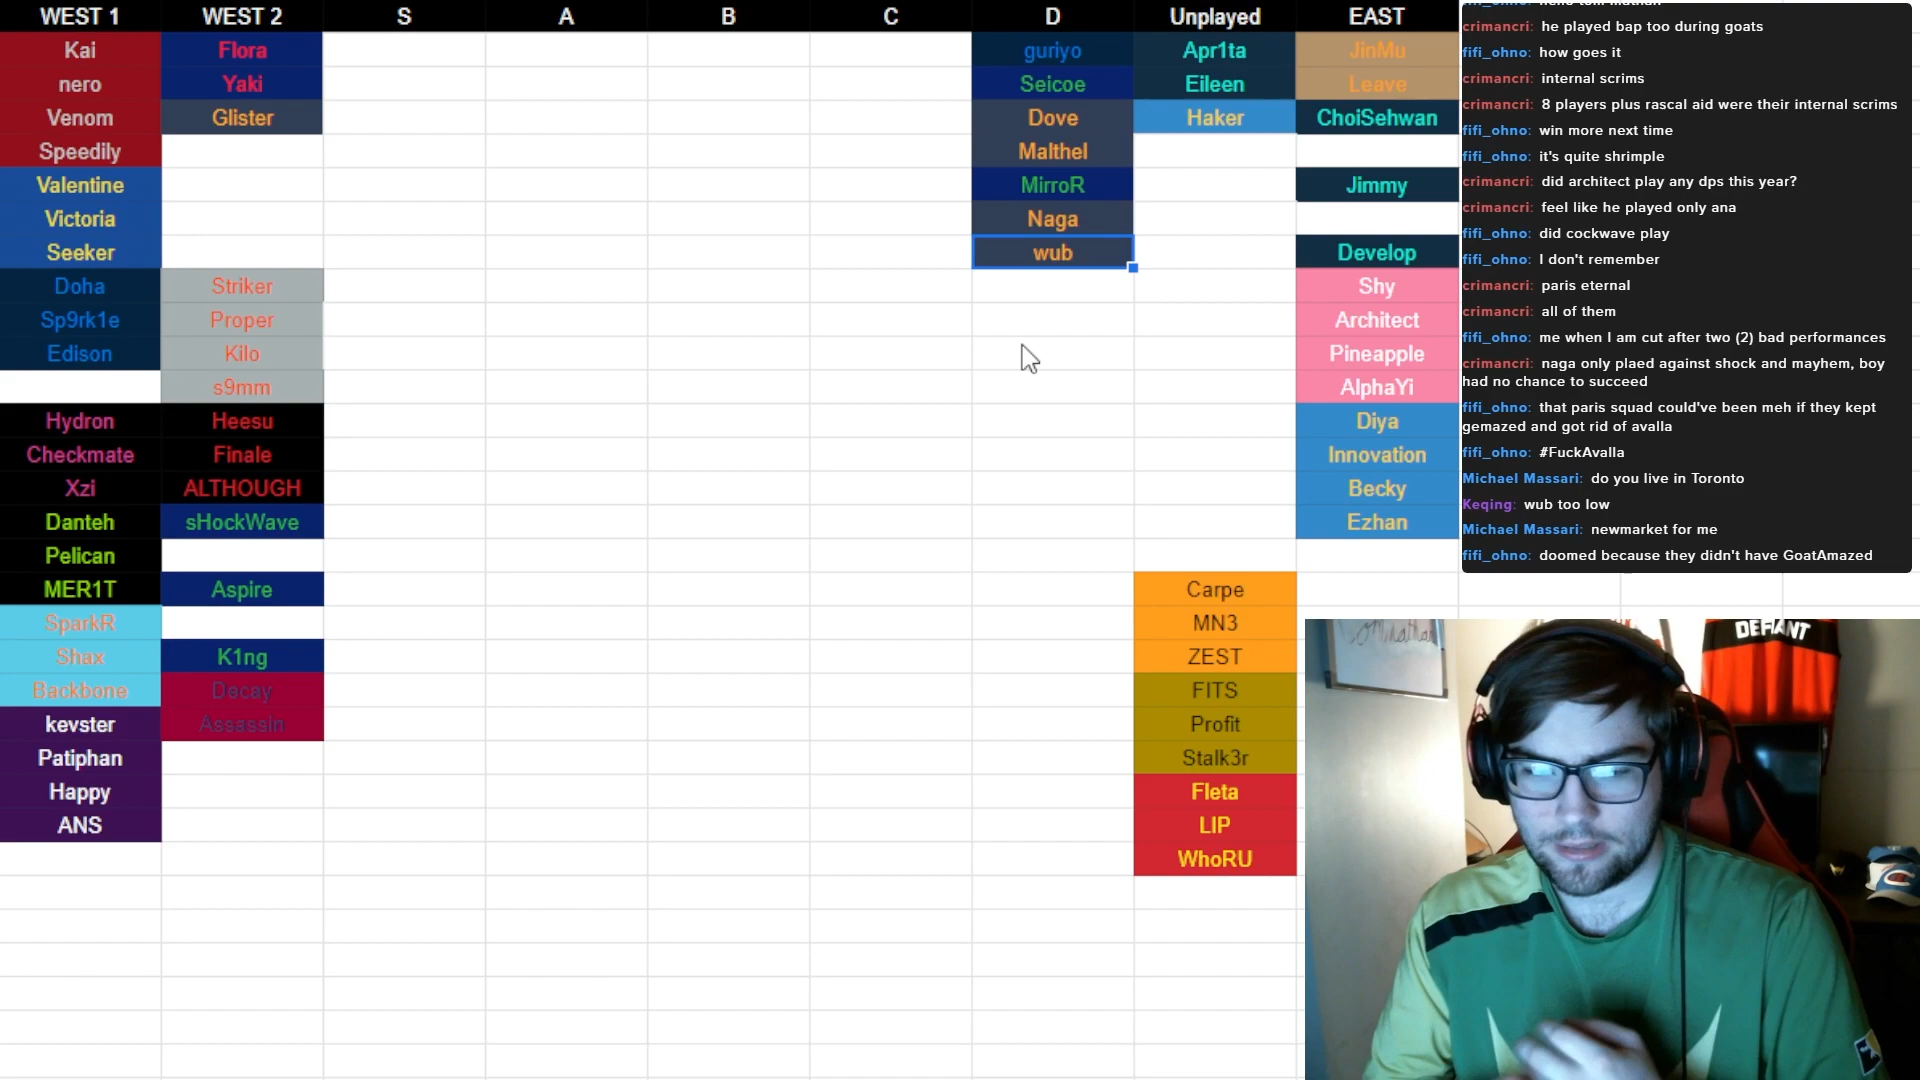 WEST 1 WEST 2 S A B C D Unplayed EAST
Kai Flora guriyo Apr1ta JinMu
nero Yaki Seicoe Eileen Leave
Venom Glister Dove Haker ChoiSehwan
Speedily Malthel
Valentine MirroR Jimmy
Victoria Naga
Seeker wub Develop
Doha Striker Shy
Sp9rk1e Proper Architect
Edison Kilo Pineapple
s9mm AlphaYi
Hydron Heesu Diya
Checkmate Finale Innovation
Xzi ALTHOUGH Becky
Danteh sHockWave Ezhan
Pelican
MER1T Aspire Carpe
SparkR MN3
Shax K1ng ZEST
Backbone Decay FITS
kevster Assassin Profit
Patiphan Stalk3r
Happy Fleta
ANS LIP
WhoRU
crimancri: he played bap too during goats
fifi_ohno: how goes it
crimancri: internal scrims
crimancri: 8 players plus rascal aid were their internal scrims
fifi_ohno: win more next time
fifi_ohno: it's quite shrimple
crimancri: did architect play any dps this year?
crimancri: feel like he played only ana
fifi_ohno: did cockwave play
fifi_ohno: I don't remember
crimancri: paris eternal
crimancri: all of them
fifi_ohno: me when I am cut after two (2) bad performances
crimancri: naga only plaed against shock and mayhem, boy
had no chance to succeed
fifi_ohno: that paris squad could've been meh if they kept
gemazed and got rid of avalla
fifi_ohno: #FuckAvalla
Michael Massari: do you live in Toronto
Keqing: wub too low
Michael Massari: newmarket for me
fifi_ohno: doomed because they didn't have GoatAmazed
DEFIANT